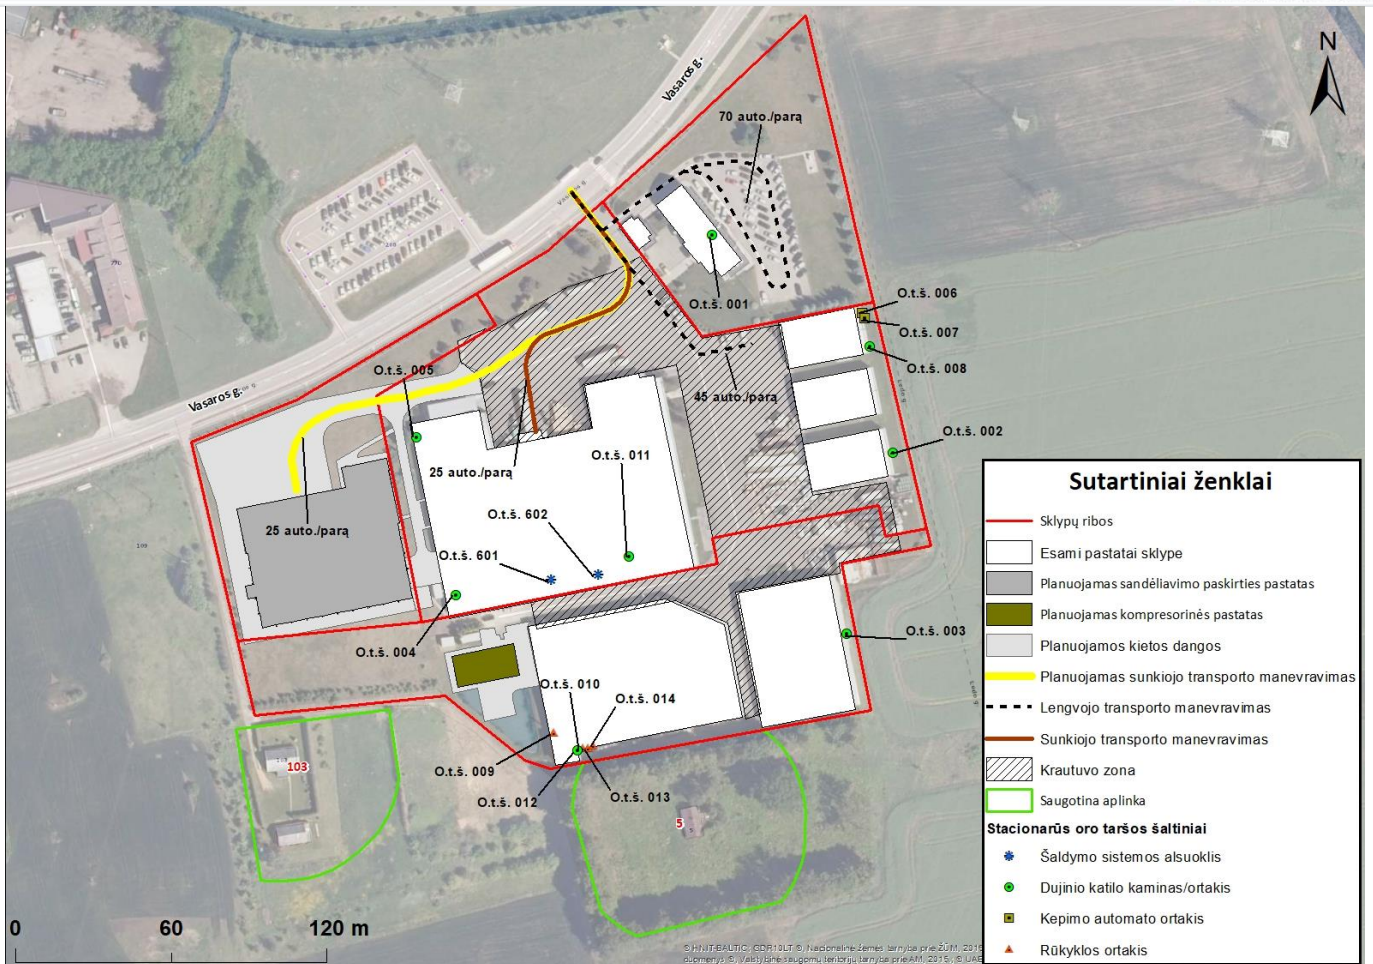 N
Vasaros g.
70 auto./parą
O.t.š. 001
O.t.š. 006
O.t.š. 007
O.t.š. 008
O.t.š. 005
Vasaros g.
45 auto./parą
O.t.š. 002
25 auto./parą
O.t.š. 011
O.t.š. 602
25 auto./parą
O.t.š. 601
O.t.š. 004
O.t.š. 003
O.t.š. 010
O.t.š. 014
O.t.š. 009
O.t.š. 012
O.t.š. 013
103
5
0 60 120 m
Sutartiniai ženklai
Sklypų ribos
Esami pastatai sklype
Planuojamas sandėliavimo paskirties pastatas
Planuojamas kompresorinės pastatas
Planuojamos kietos dangos
Planuojamas sunkiojo transporto manevravimas
Lengvojo transporto manevravimas
Sunkiojo transporto manevravimas
Krautuvo zona
Saugotina aplinka
Stacionarūs oro taršos šaltiniai
Šaldymo sistemos alsuoklis
Dujinio katilo kaminas/ortakis
Kepimo automato ortakis
Rūkyklos ortakis